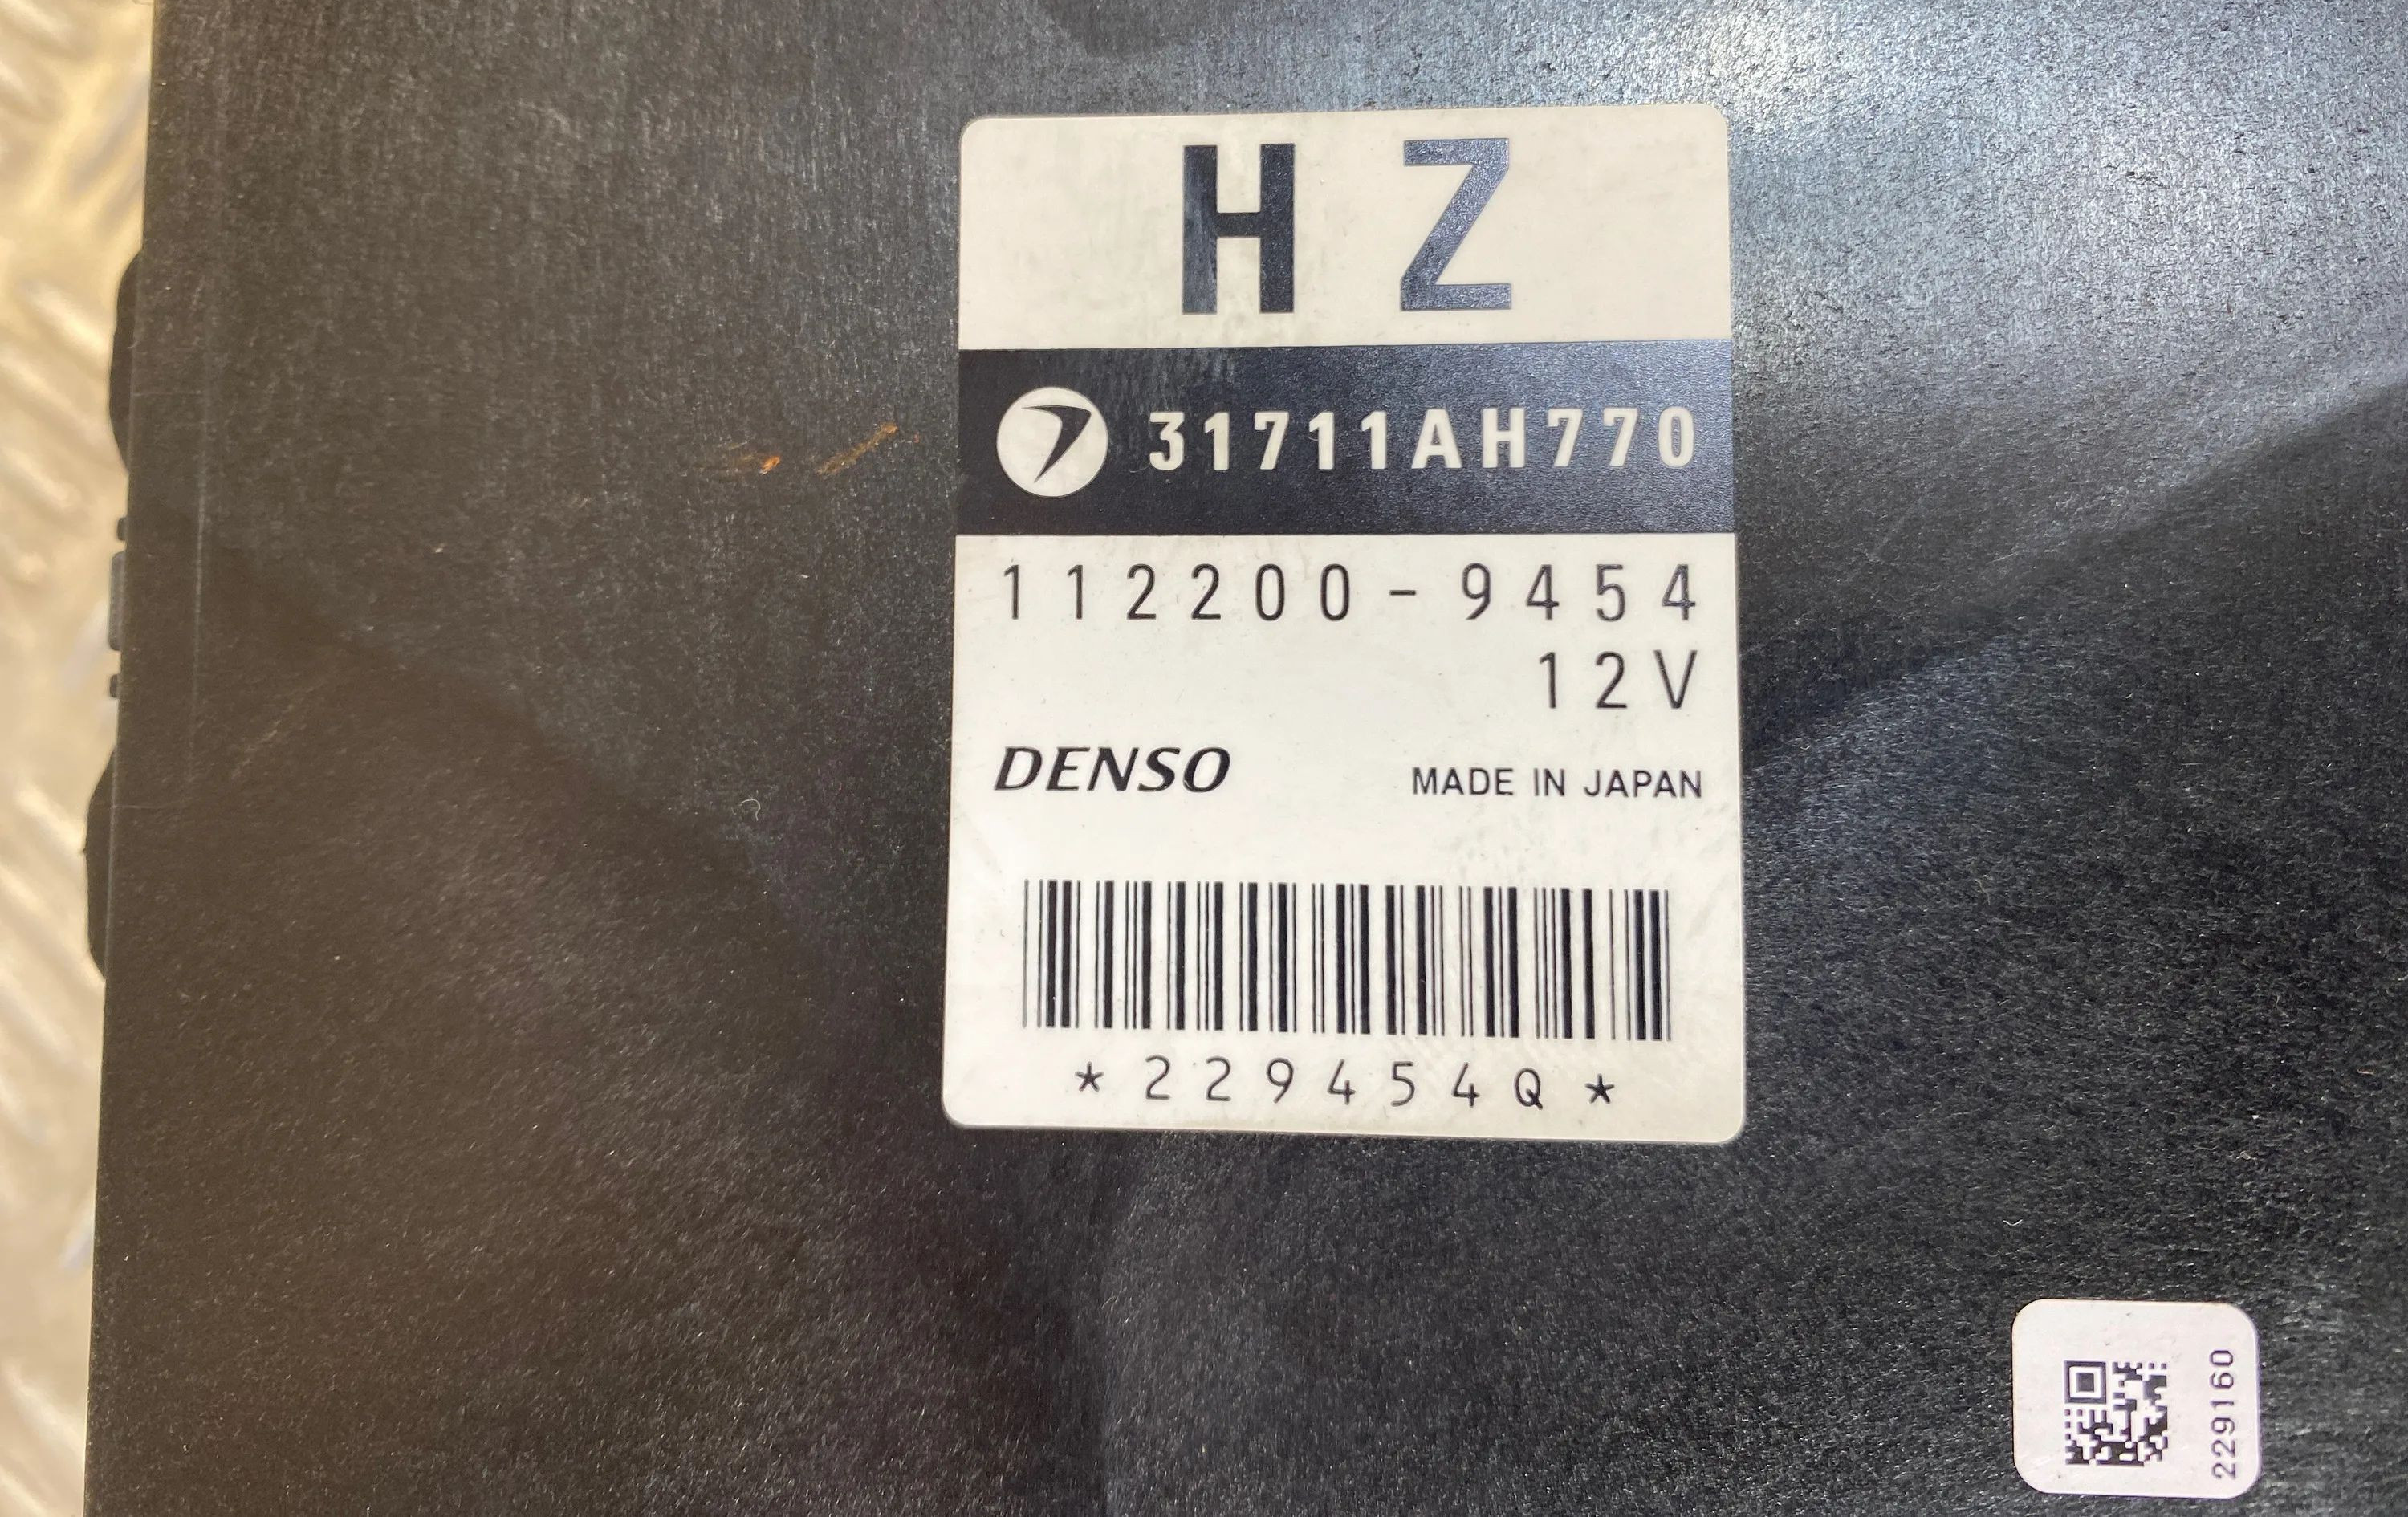 HZ
31711AH770
112200-9454
12V
DENSO
MADE IN JAPAN
*229454Q*
229160